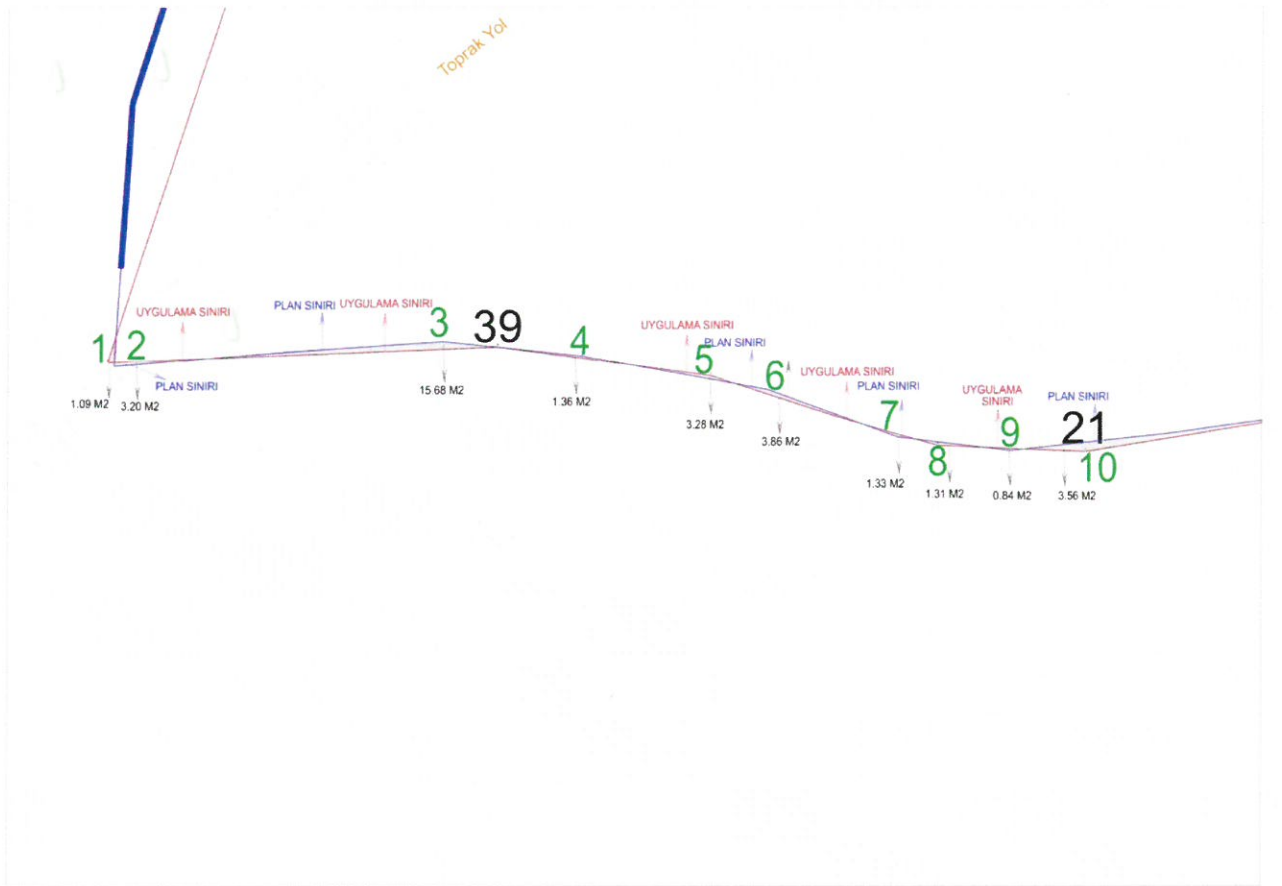 Toprak Yol
UYGULAMA SINIRI
PLAN SINIRI
UYGULAMA SINIRI
1
2
3
39
4
UYGULAMA SINIRI
PLAN SINIRI
5
6
UYGULAMA SINIRI
PLAN SINIRI
UYGULAMA
SINIRI
PLAN SINIRI
7
8
9
21
10
PLAN SINIRI
1.09 M2
3.20 M2
15 68 M2
1.36 M2
3.28 M2
3.86 M2
1.33 M2
1.31 M2
0.84 M2
3.56 M2